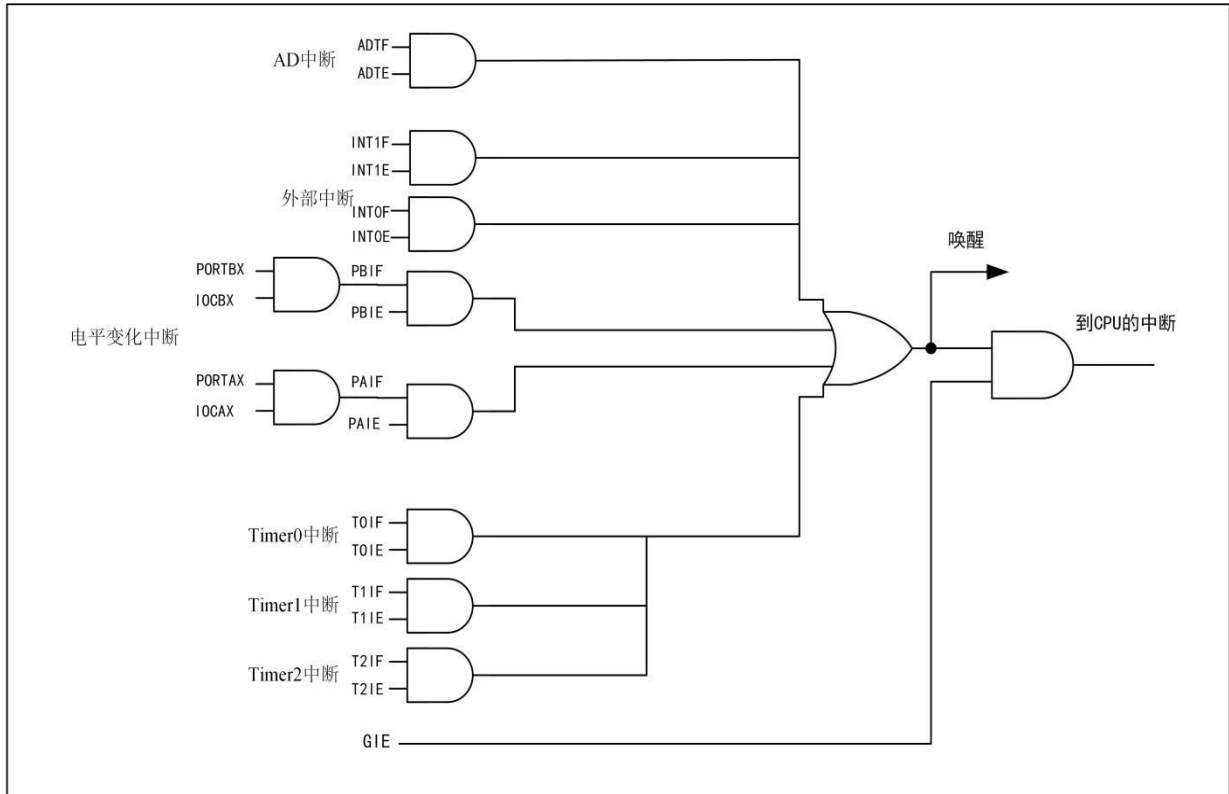 ADTF
AD中断
ADTE
INT1F
INT1E
外部中断
INT0F
INT0E
唤醒
PORTBX
PBIF
IOCBX
PBIE
电平变化中断
到CPU的中断
PORTAX
PAIF
IOCAX
PAIE
T0IF
Timer0中断
T0IE
T1IF
Timer1中断
T1IE
T2IF
Timer2中断
T2IE
GIE